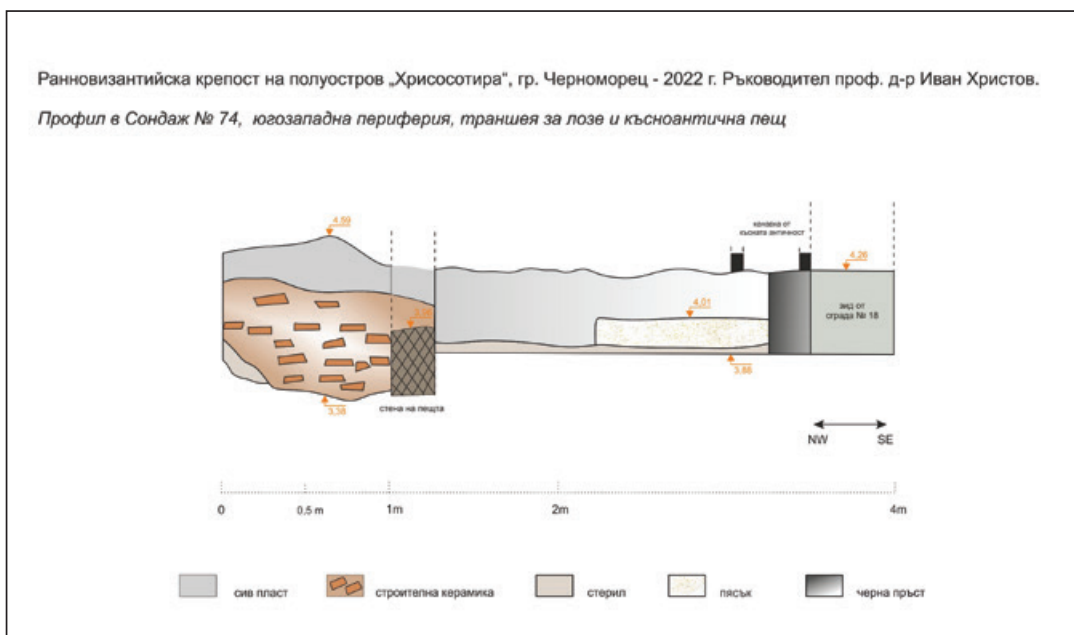 Ранновизантийска крепост на полуостров „Хрисосотира“, гр. Черноморец - 2022 г. Ръководител проф. д-р Иван Христов.
Профил в Сондаж № 74, югозападна периферия, траншея за лозе и късноантична пещ
4,59
канавка от
късната античност
4,26
4,01
зид от
сграда № 18
3,88
3,38
стена на пещта
NW SE
0 0,5 m 1m 2m 4m
сив пласт строителна керамика стерил пясък черна пръст